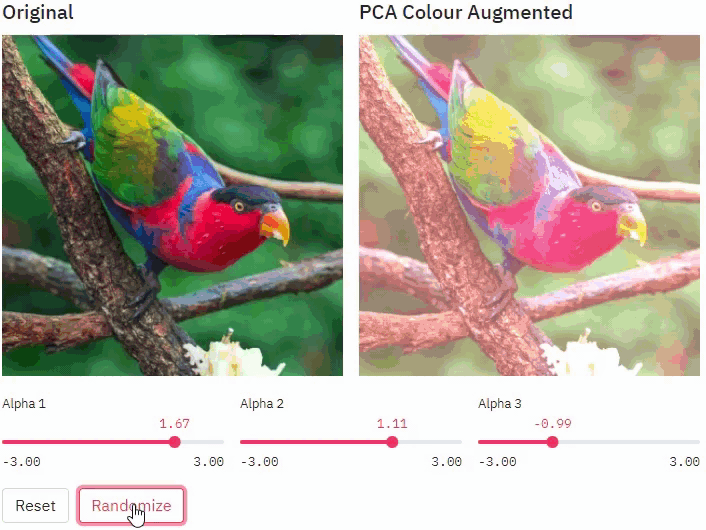 Original PCA Colour Augmented
Alpha 1 Alpha 2 Alpha 3
1.67 1.11 -0.99
-3.00 3.00 -3.00 3.00 -3.00 3.00
Reset Randomize